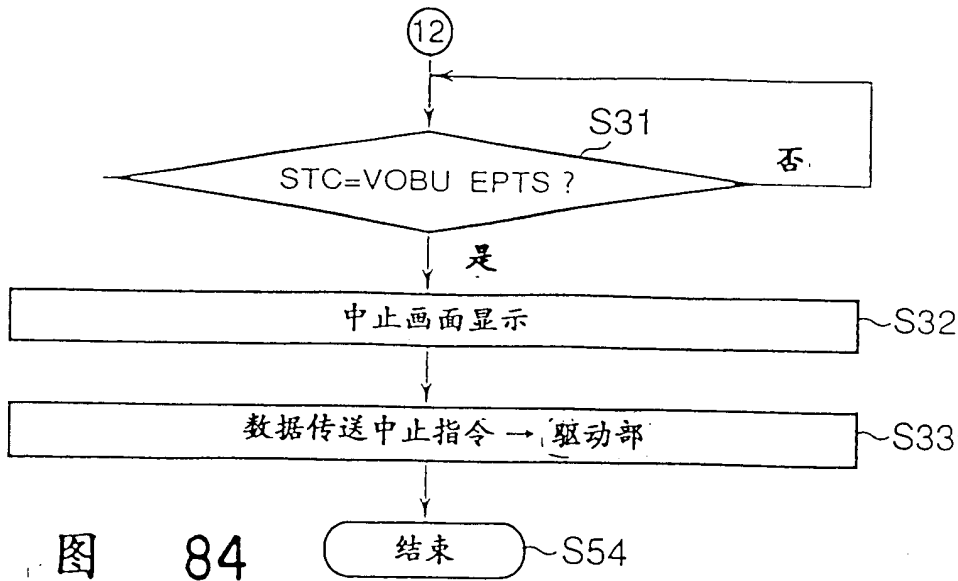 12
S31
STC=VOBU EPTS ?
否
是
中止画面显示
S32
数据传送中止指令 → 驱动部
S33
结束
S54
图 84